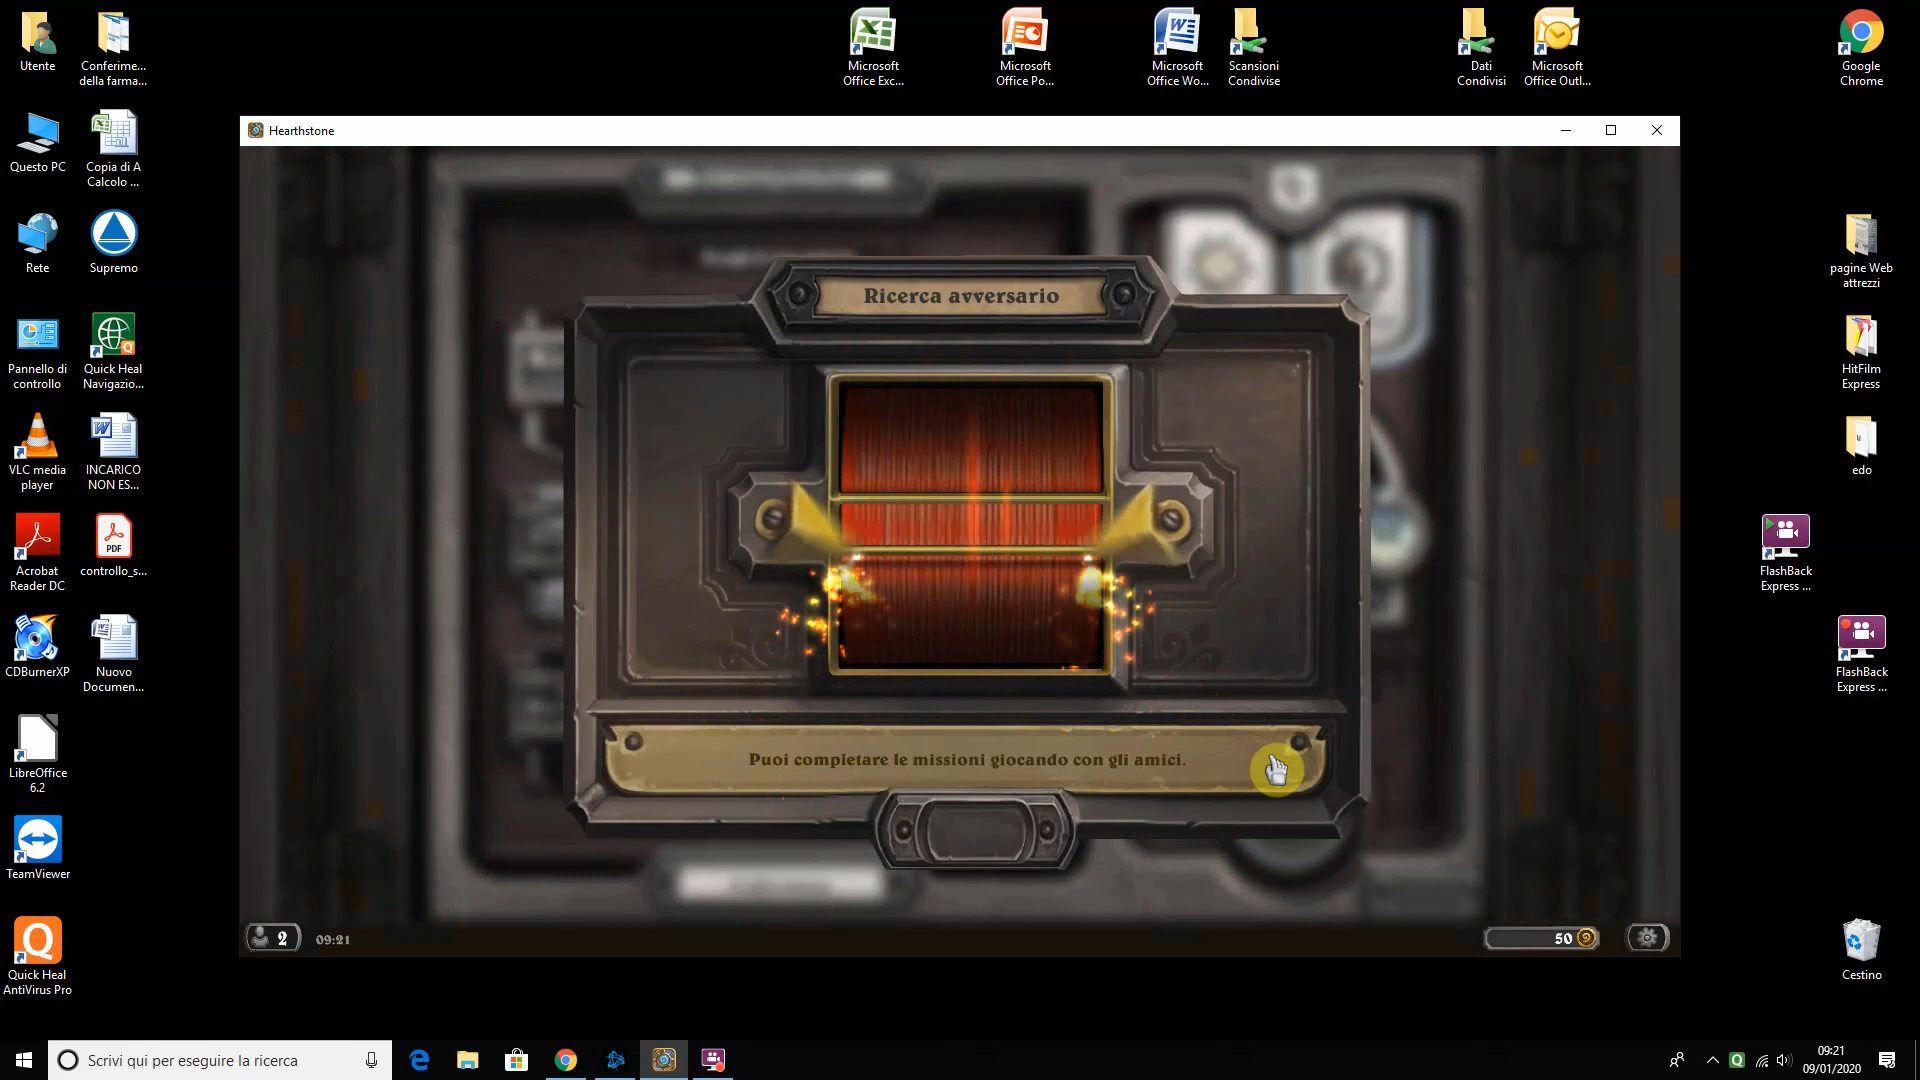 Utente
Conferime...
della farma...
Microsoft
Office Exc...
Microsoft
Office Po...
Microsoft
Office Wo...
Scansioni
Condivise
Dati
Condivisi
Microsoft
Office Outl...
Google
Chrome
Hearthstone
Questo PC
Copia di A
Calcolo ...
Rete
Supremo
pagine Web
attrezzi
Ricerca avversario
Pannello di
controllo
Quick Heal
Navigazio...
HitFilm
Express
VLC media
player
INCARICO
NON ES...
edo
Acrobat
Reader DC
PDF
controllo_s...
FlashBack
Express ...
CDBurnerXP
Nuovo
Documen...
FlashBack
Express ...
LibreOffice
6.2
Puoi completare le missioni giocando con gli amici.
TeamViewer
Quick Heal
AntiVirus Pro
2
09:21
50
Cestino
Scrivi qui per eseguire la ricerca
09:21
09/01/2020